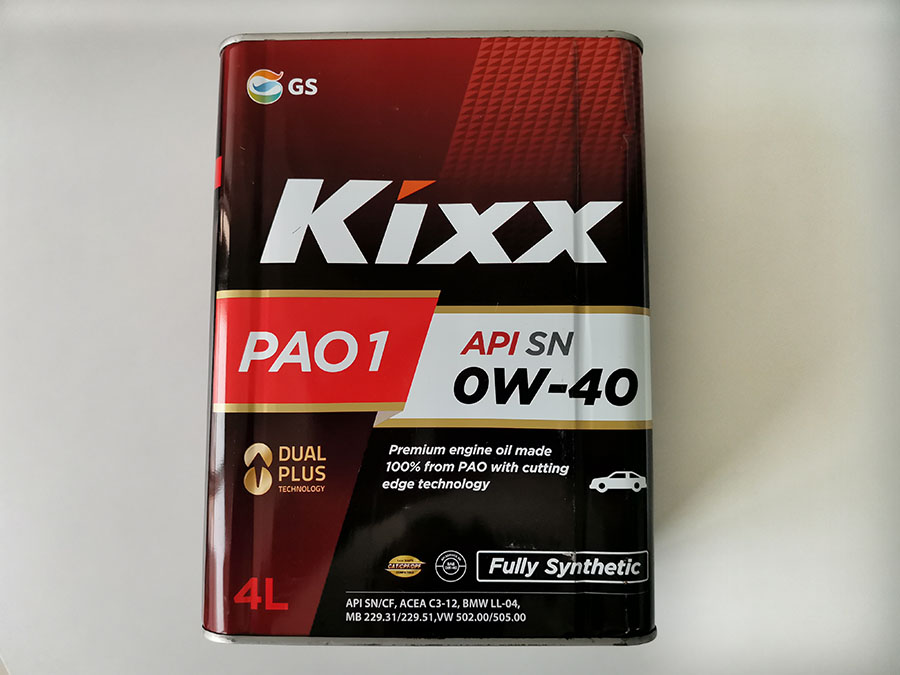 GS
Kixx
PAO 1
API SN
0W-40
DUAL
PLUS
TECHNOLOGY
Premium engine oil made
100% from PAO with cutting
edge technology
Fully Synthetic
4L
API SN/CF, ACEA C3-12, BMW LL-04,
MB 229.31/229.51,VW 502.00/505.00